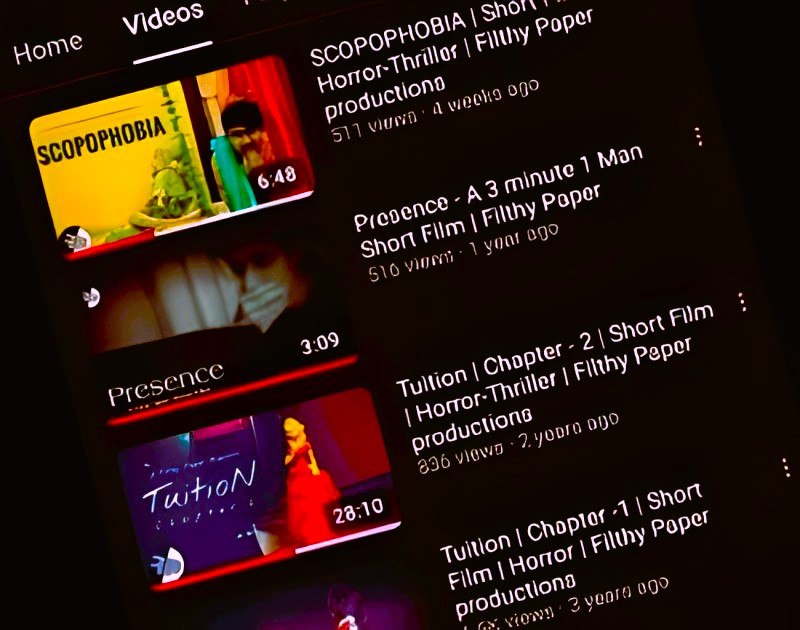 Home
Videos
SCOPOPHOBIA | Short
Horror-Thriller | Filthy Paper
productions
511 views · 4 weeks ago
SCOPOPHOBIA
6:48
Presence - A 3 minute 1 Man
Short Film | Filthy Paper
516 views · 1 year ago
3:09
Presence
Tuition | Chapter - 2 | Short Film
| Horror-Thriller | Filthy Paper
productions
836 views · 2 years ago
TuitioN
28:10
Tuition | Chapter -1 | Short
Film | Horror | Filthy Paper
productions
views · 3 years ago